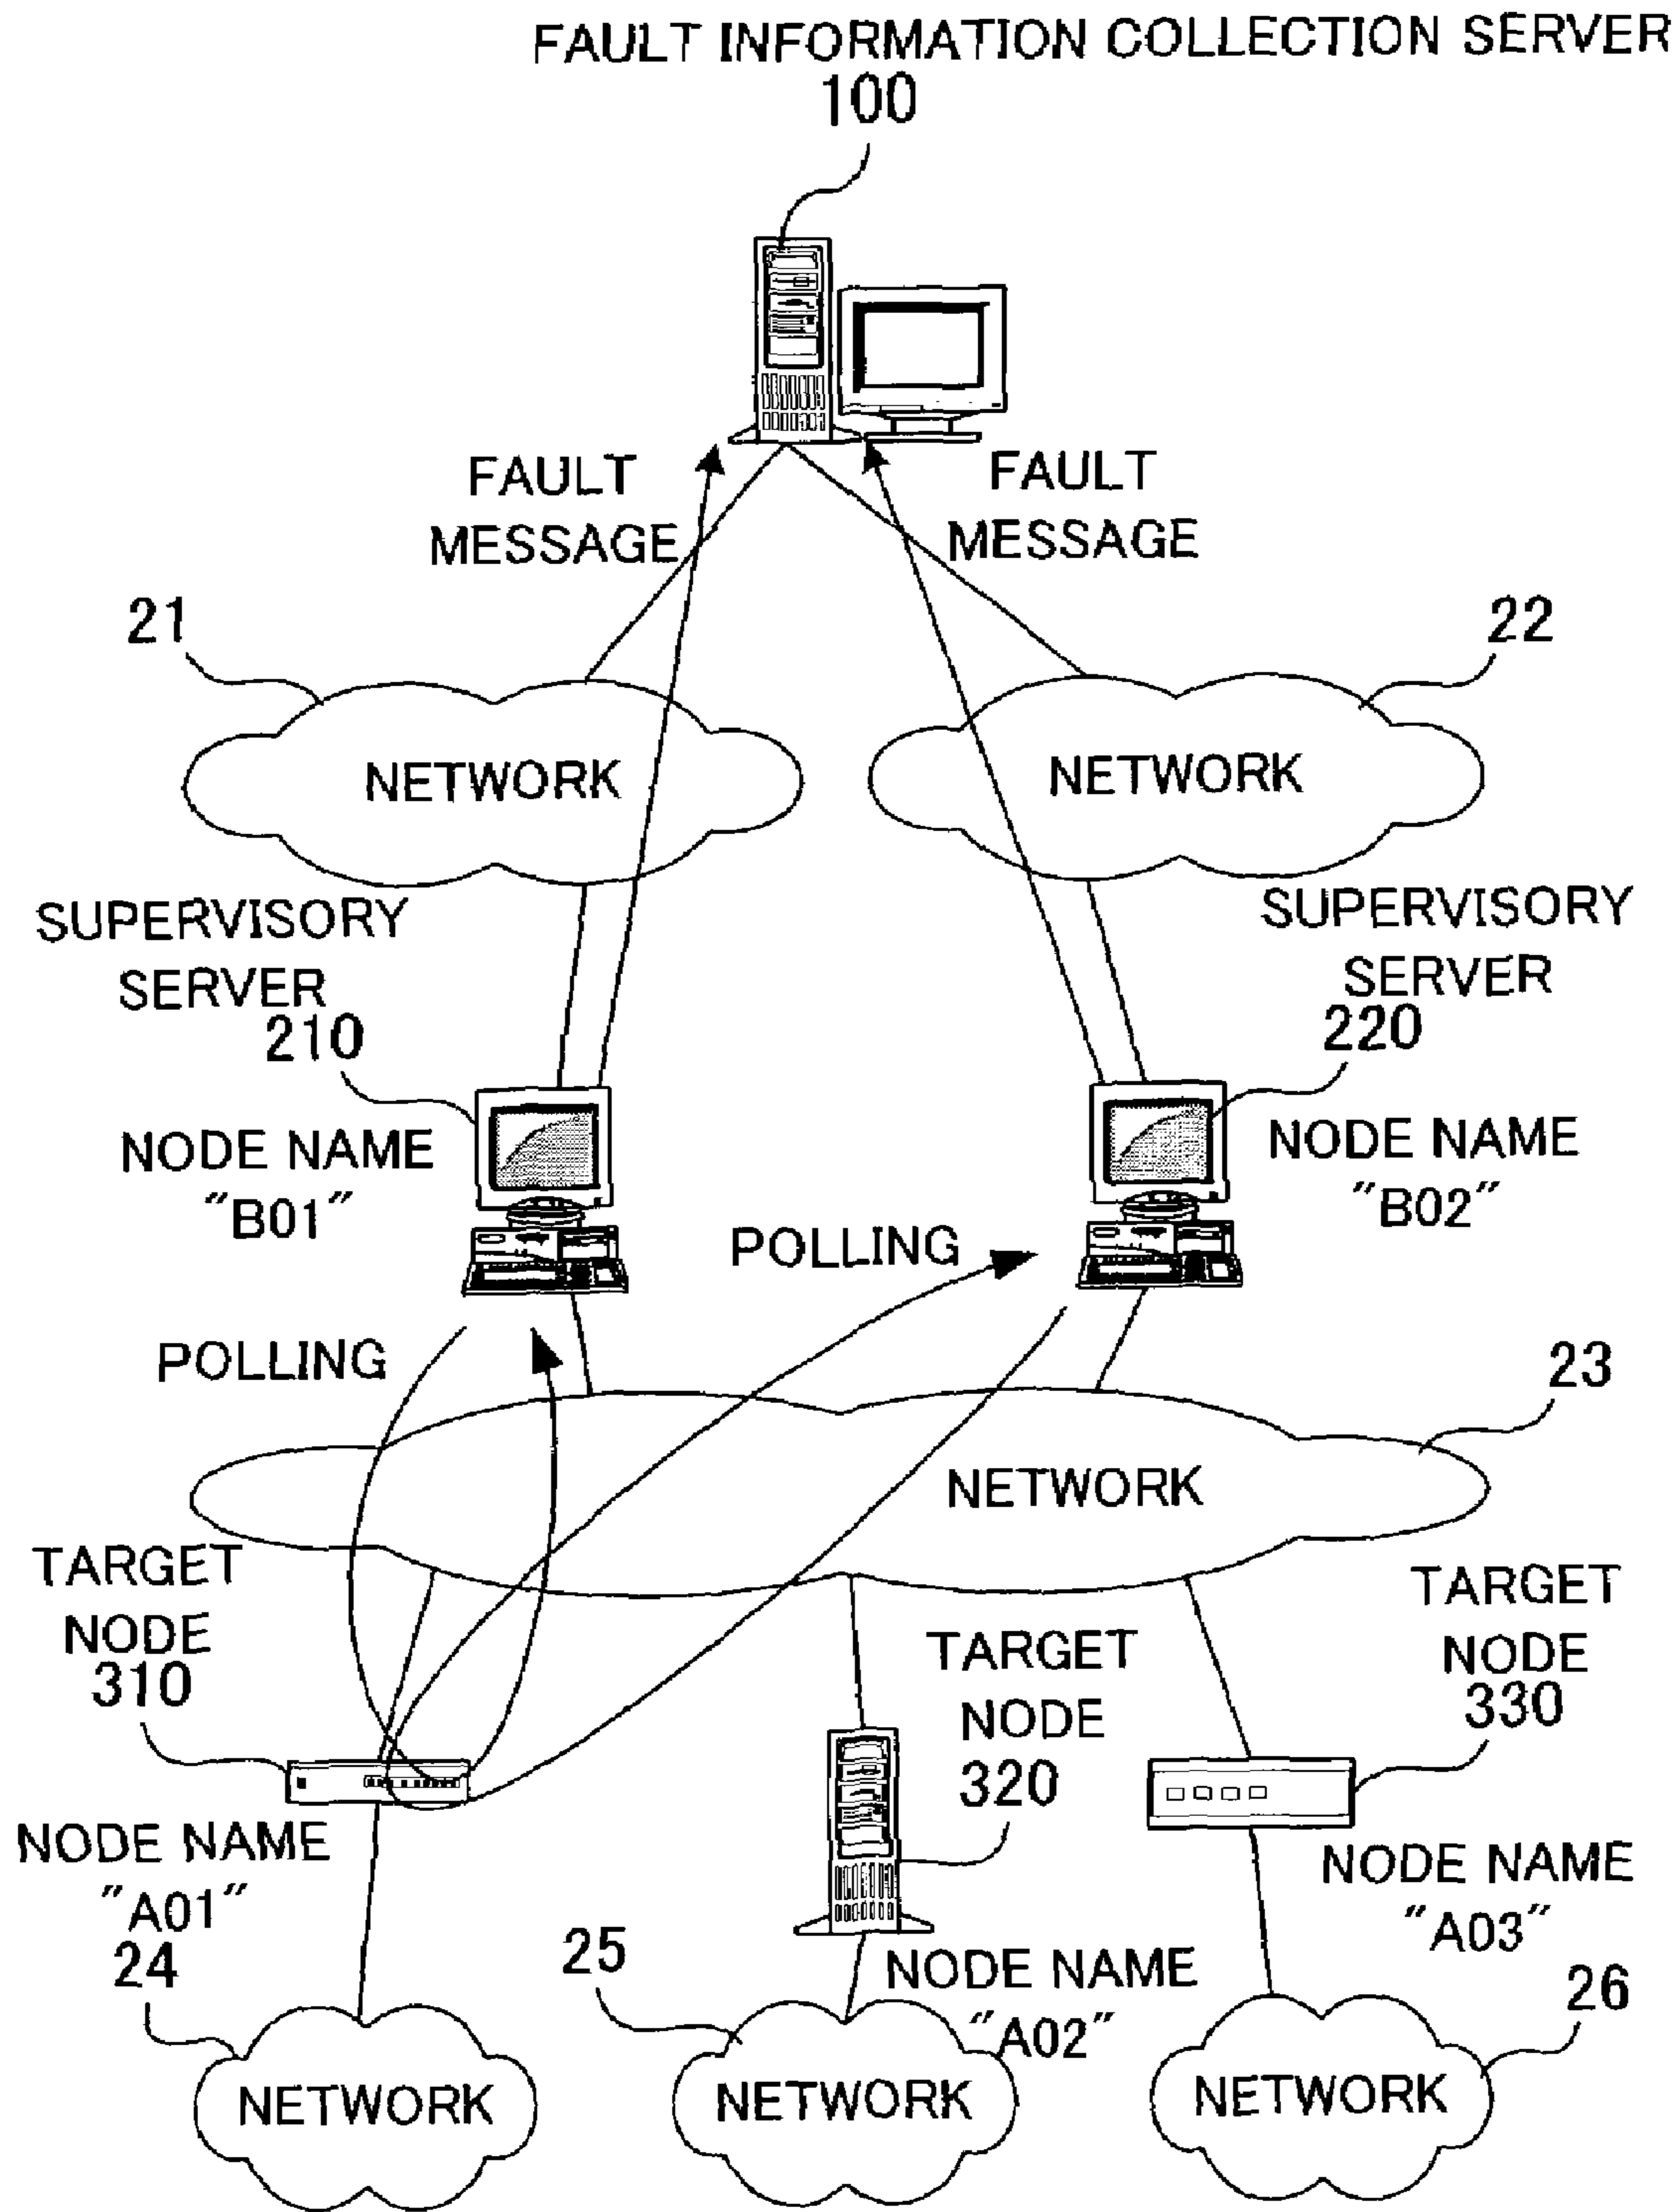 FAULT INFORMATION COLLECTION SERVER
100
FAULT
MESSAGE
FAULT
MESSAGE
21
22
NETWORK
NETWORK
SUPERVISORY
SERVER
210
SUPERVISORY
SERVER
220
NODE NAME
"B01"
NODE NAME
"B02"
POLLING
POLLING
23
NETWORK
TARGET
NODE
310
TARGET
NODE
320
TARGET
NODE
330
NODE NAME
"A01"
NODE NAME
"A02"
NODE NAME
"A03"
24
25
26
NETWORK
NETWORK
NETWORK